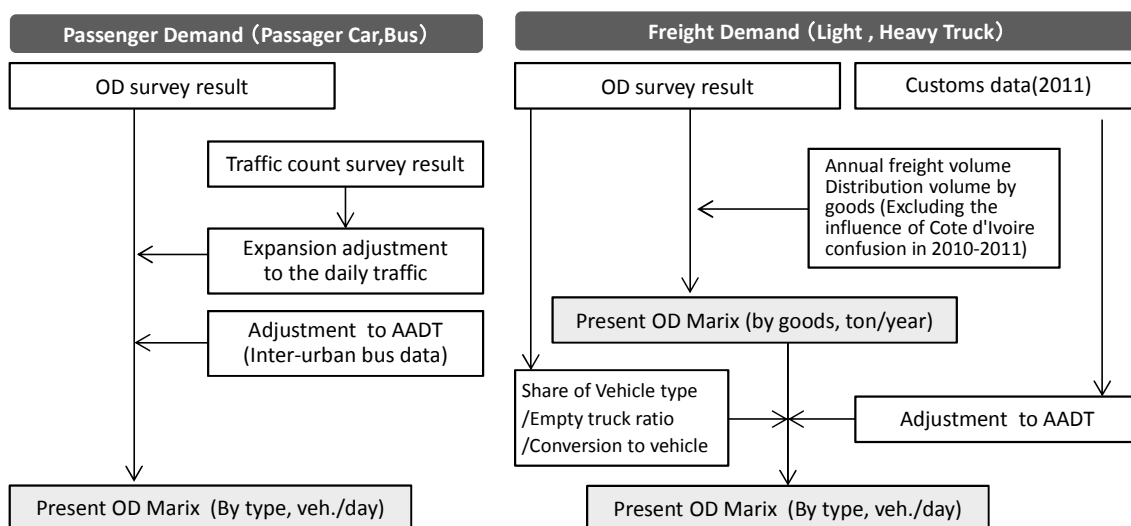 Passenger Demand（Passager Car,Bus）
OD survey result
Traffic count survey result
Expansion adjustment
to the daily traffic
Adjustment to AADT
(Inter-urban bus data)
Present OD Marix (By type, veh./day)
Freight Demand（Light , Heavy Truck）
OD survey result
Customs data(2011)
Annual freight volume
Distribution volume by
goods (Excluding the
influence of Cote d'Ivoire
confusion in 2010-2011)
Present OD Marix (by goods, ton/year)
Share of Vehicle type
/Empty truck ratio
/Conversion to vehicle
Adjustment to AADT
Present OD Marix (By type, veh./day)